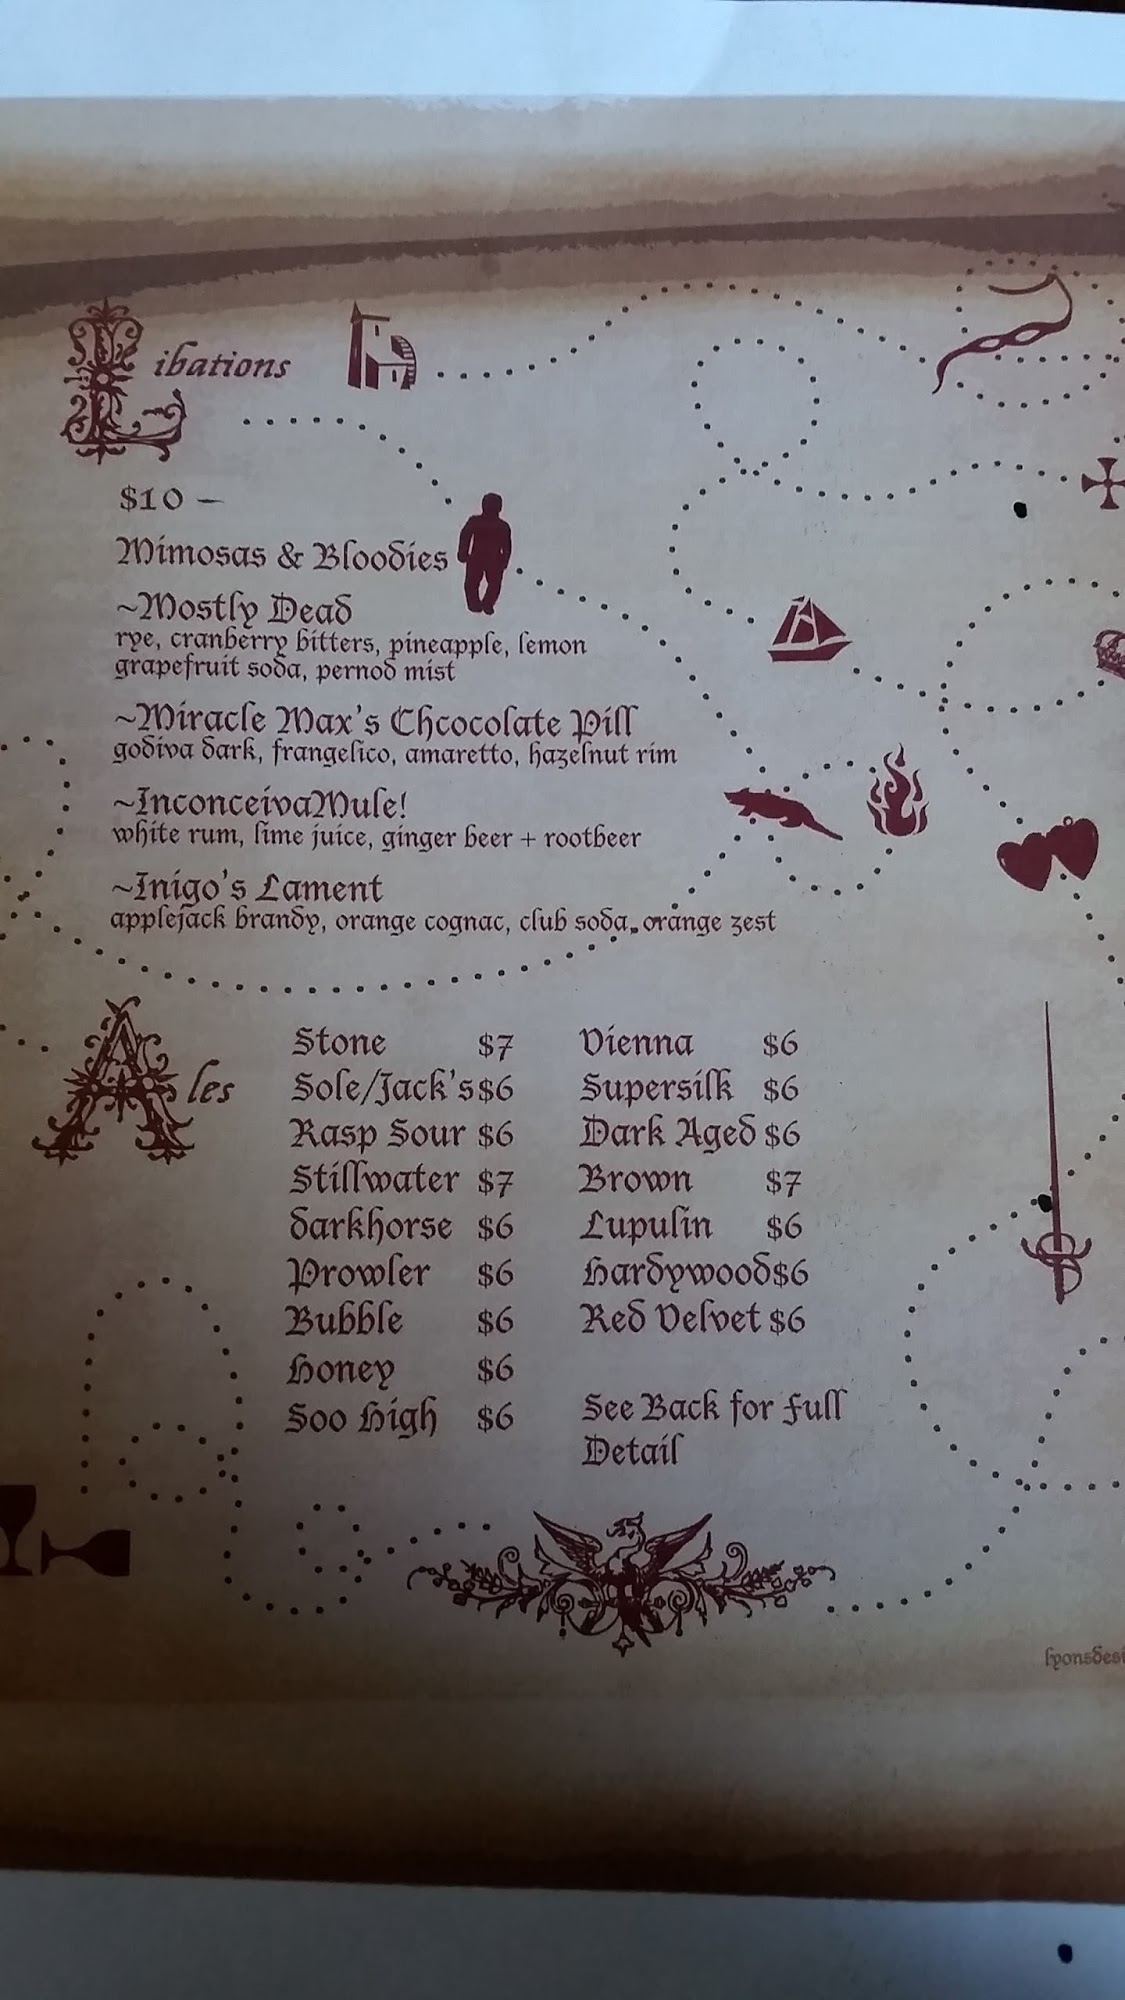 Libations
$10 –
Mimosas & Bloodies
~Mostly Dead
rye, cranberry bitters, pineapple, lemon
grapefruit soda, pernod mist
~Miracle Max's Chcocolate Pill
godiva dark, frangelico, amaretto, hazelnut rim
~InconceivaMule!
white rum, lime juice, ginger beer + rootbeer
~Inigo's Lament
applejack brandy, orange cognac, club soda, orange zest
Ales
Stone $7
Sole/Jack's $6
Rasp Sour $6
Stillwater $7
darkhorse $6
Prowler $6
Bubble $6
Honey $6
Soo High $6
Vienna $6
Supersilk $6
Dark Aged $6
Brown $7
Lupulin $6
Hardywood $6
Red Velvet $6
See Back for Full
Detail